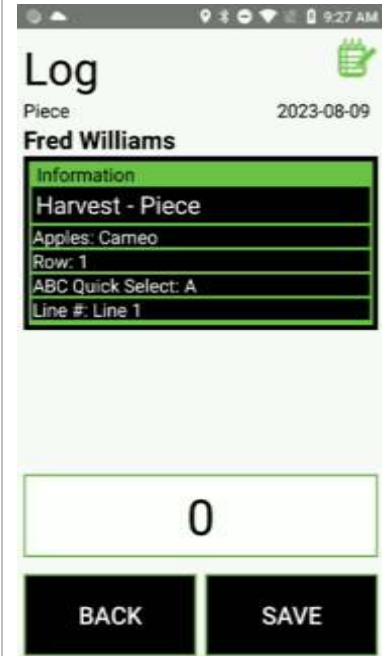 9:27 AM
Log
Piece 2023-08-09
Fred Williams
Information
Harvest - Piece
Apples: Cameo
Row: 1
ABC Quick Select: A
Line #: Line 1
0
BACK SAVE